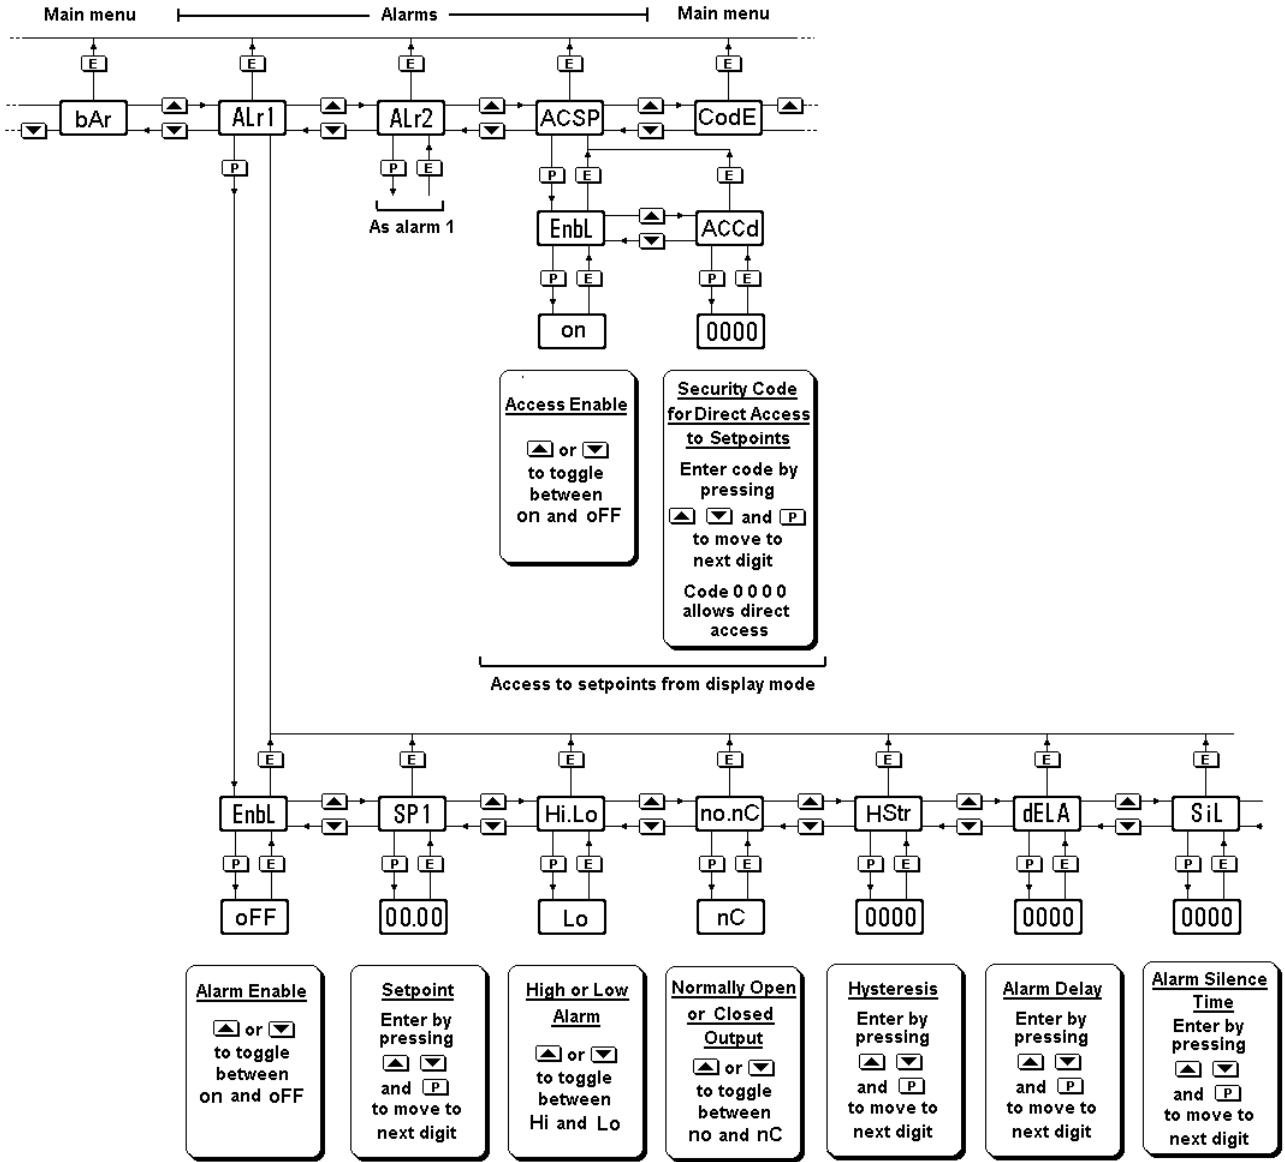 Main menu Alarms Main menu
E E E E E
bAr ALr1 ALr2 ACSP CodE
P P E P E E
As alarm 1
EnbL ACCd
P E P E
on 0000
Access Enable
or
to toggle
between
on and oFF
Security Code
for Direct Access
to Setpoints
Enter code by
pressing
and P
to move to
next digit
Code 0 0 0 0
allows direct
access
Access to setpoints from display mode
E E E E E E E
EnbL SP1 Hi.Lo no.nC HStr dELA SiL
P E P E P E P E P E P E P E
oFF 00.00 Lo nC 0000 0000 0000
Alarm Enable
or
to toggle
between
on and oFF
Setpoint
Enter by
pressing
and P
to move to
next digit
High or Low
Alarm
or
to toggle
between
Hi and Lo
Normally Open
or Closed
Output
or
to toggle
between
no and nC
Hysteresis
Enter by
pressing
and P
to move to
next digit
Alarm Delay
Enter by
pressing
and P
to move to
next digit
Alarm Silence
Time
Enter by
pressing
and P
to move to
next digit